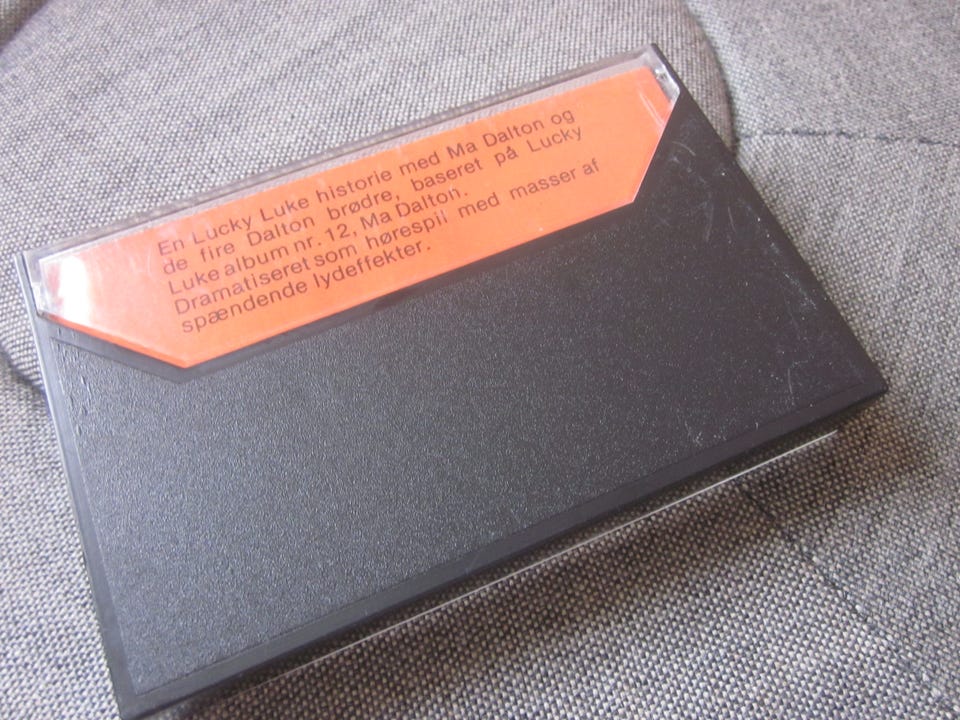 En Lucky Luke historie med Ma Dalton og
de fire Dalton brødre, baseret på Lucky
Luke album nr. 12, Ma Dalton.
Dramatiseret som hørespil med masser af
spændende lydeffekter.